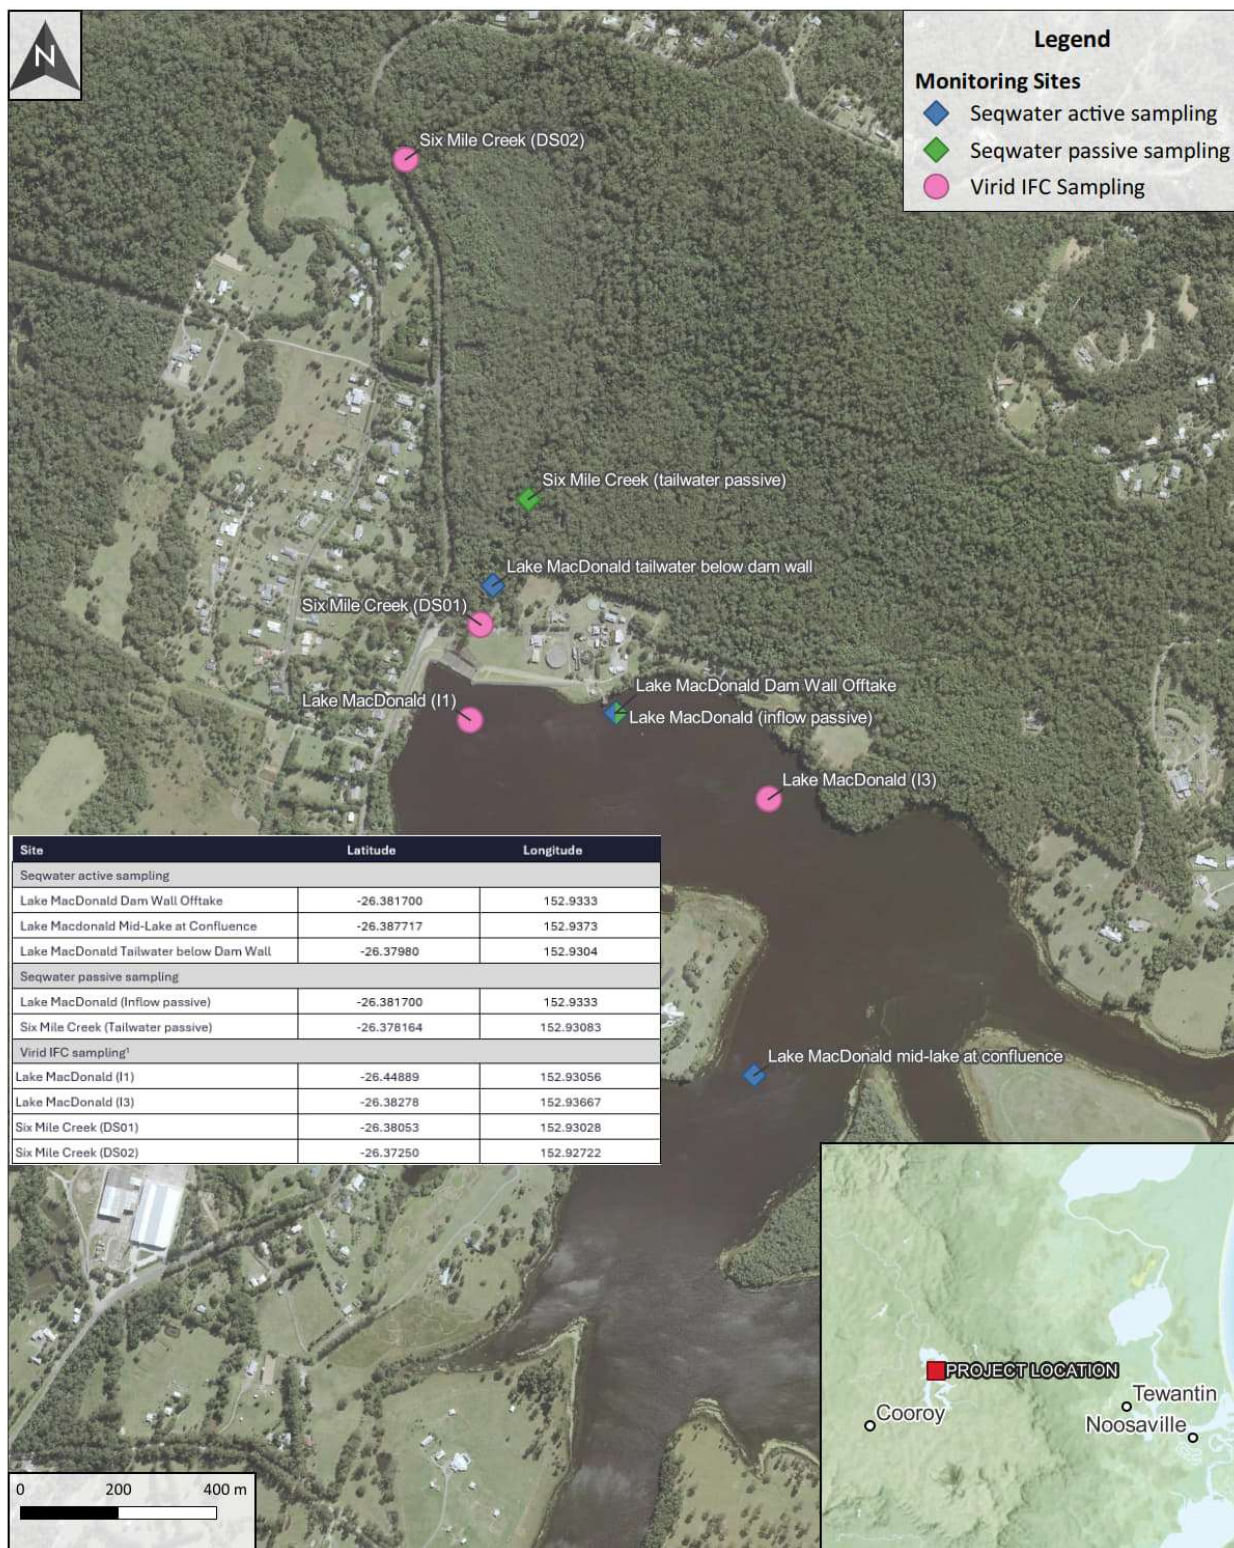 N
Legend
Monitoring Sites
Seqwater active sampling
Seqwater passive sampling
Virid IFC Sampling
Six Mile Creek (DS02)
Six Mile Creek (tailwater passive)
Lake MacDonald tailwater below dam wall
Six Mile Creek (DS01)
Lake MacDonald Dam Wall Offtake
Lake MacDonald (I1)
Lake MacDonald (inflow passive)
Lake MacDonald (I3)
Site Latitude Longitude
Seqwater active sampling
Lake MacDonald Dam Wall Offtake -26.381700 152.9333
Lake Macdonald Mid-Lake at Confluence -26.387717 152.9373
Lake MacDonald Tailwater below Dam Wall -26.37980 152.9304
Seqwater passive sampling
Lake MacDonald (Inflow passive) -26.381700 152.9333
Six Mile Creek (Tailwater passive) -26.378164 152.93083
Virid IFC sampling¹
Lake MacDonald (I1) -26.44889 152.93056
Lake MacDonald (I3) -26.38278 152.93667
Six Mile Creek (DS01) -26.38053 152.93028
Six Mile Creek (DS02) -26.37250 152.92722
Lake MacDonald mid-lake at confluence
PROJECT LOCATION
Tewantin
Cooroy
Noosaville
0 200 400 m